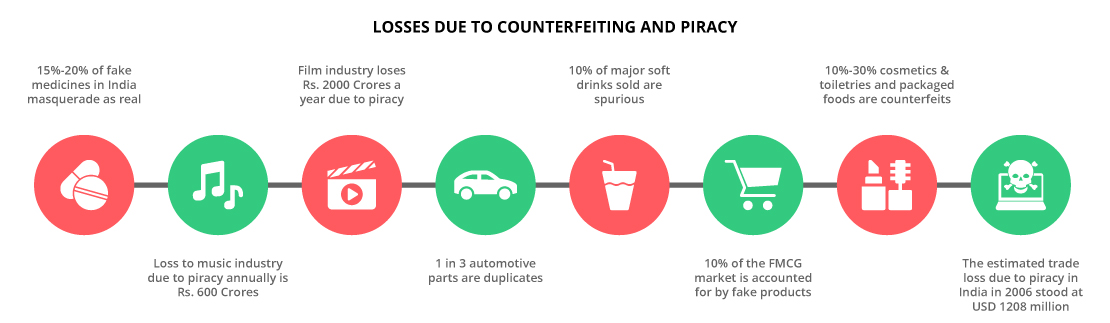 LOSSES DUE TO COUNTERFEITING AND PIRACY
15%-20% of fake
medicines in India
masquerade as real
Loss to music industry
due to piracy annually is
Rs. 600 Crores
Film industry loses
Rs. 2000 Crores a
year due to piracy
1 in 3 automotive
parts are duplicates
10% of major soft
drinks sold are
spurious
10% of the FMCG
market is accounted
for by fake products
10%-30% cosmetics &
toiletries and packaged
foods are counterfeits
The estimated trade
loss due to piracy in
India in 2006 stood at
USD 1208 million